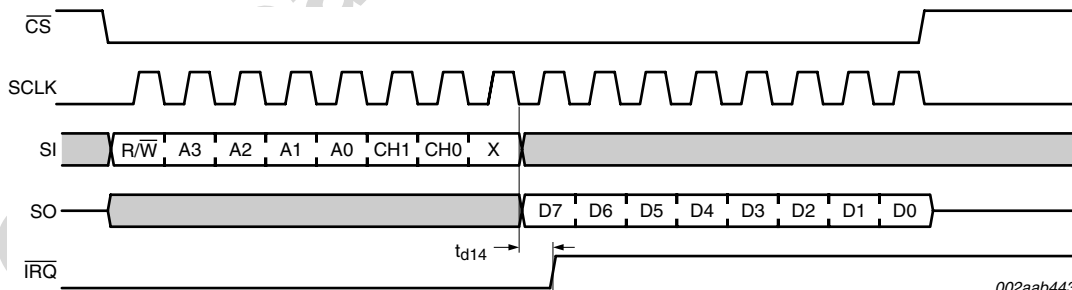 CS
SCLK
SI R/W A3 A2 A1 A0 CH1 CH0 X
SO D7 D6 D5 D4 D3 D2 D1 D0
td14
IRQ
002aab443